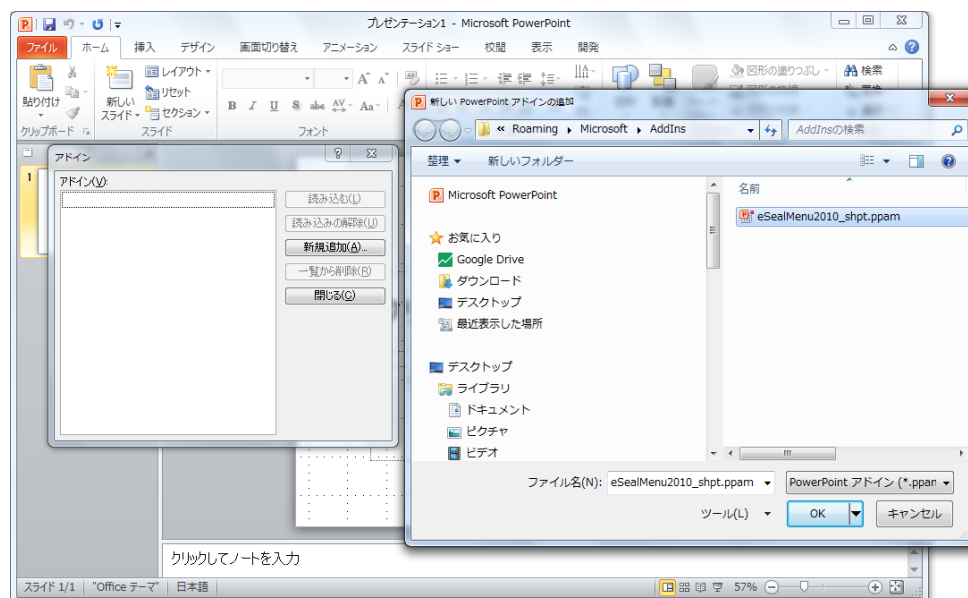 プレゼンテーション1 - Microsoft PowerPoint
ファイル ホーム 挿入 デザイン 画面切り替え アニメーション スライド ショー 校閲 表示 開発
貼り付け
新しい
スライド
レイアウト
リセット
セクション
B I U S abc AV Aa
図形の塗りつぶし
検索
クリップボード スライド フォント
アドイン
アドイン(V):
読み込む(L)
読み込みの解除(U)
新規追加(A)...
一覧から削除(R)
閉じる(C)
新しい PowerPoint アドインの追加
« Roaming Microsoft AddIns
AddInsの検索
整理 新しいフォルダー
Microsoft PowerPoint
お気に入り
Google Drive
ダウンロード
デスクトップ
最近表示した場所
デスクトップ
ライブラリ
ドキュメント
ピクチャ
ビデオ
名前
eSealMenu2010_shpt.ppam
ファイル名(N): eSealMenu2010_shpt.ppam
PowerPoint アドイン (*.ppam
ツール(L) OK キャンセル
1
クリックしてノートを入力
スライド 1/1 "Office テーマ" 日本語 57%